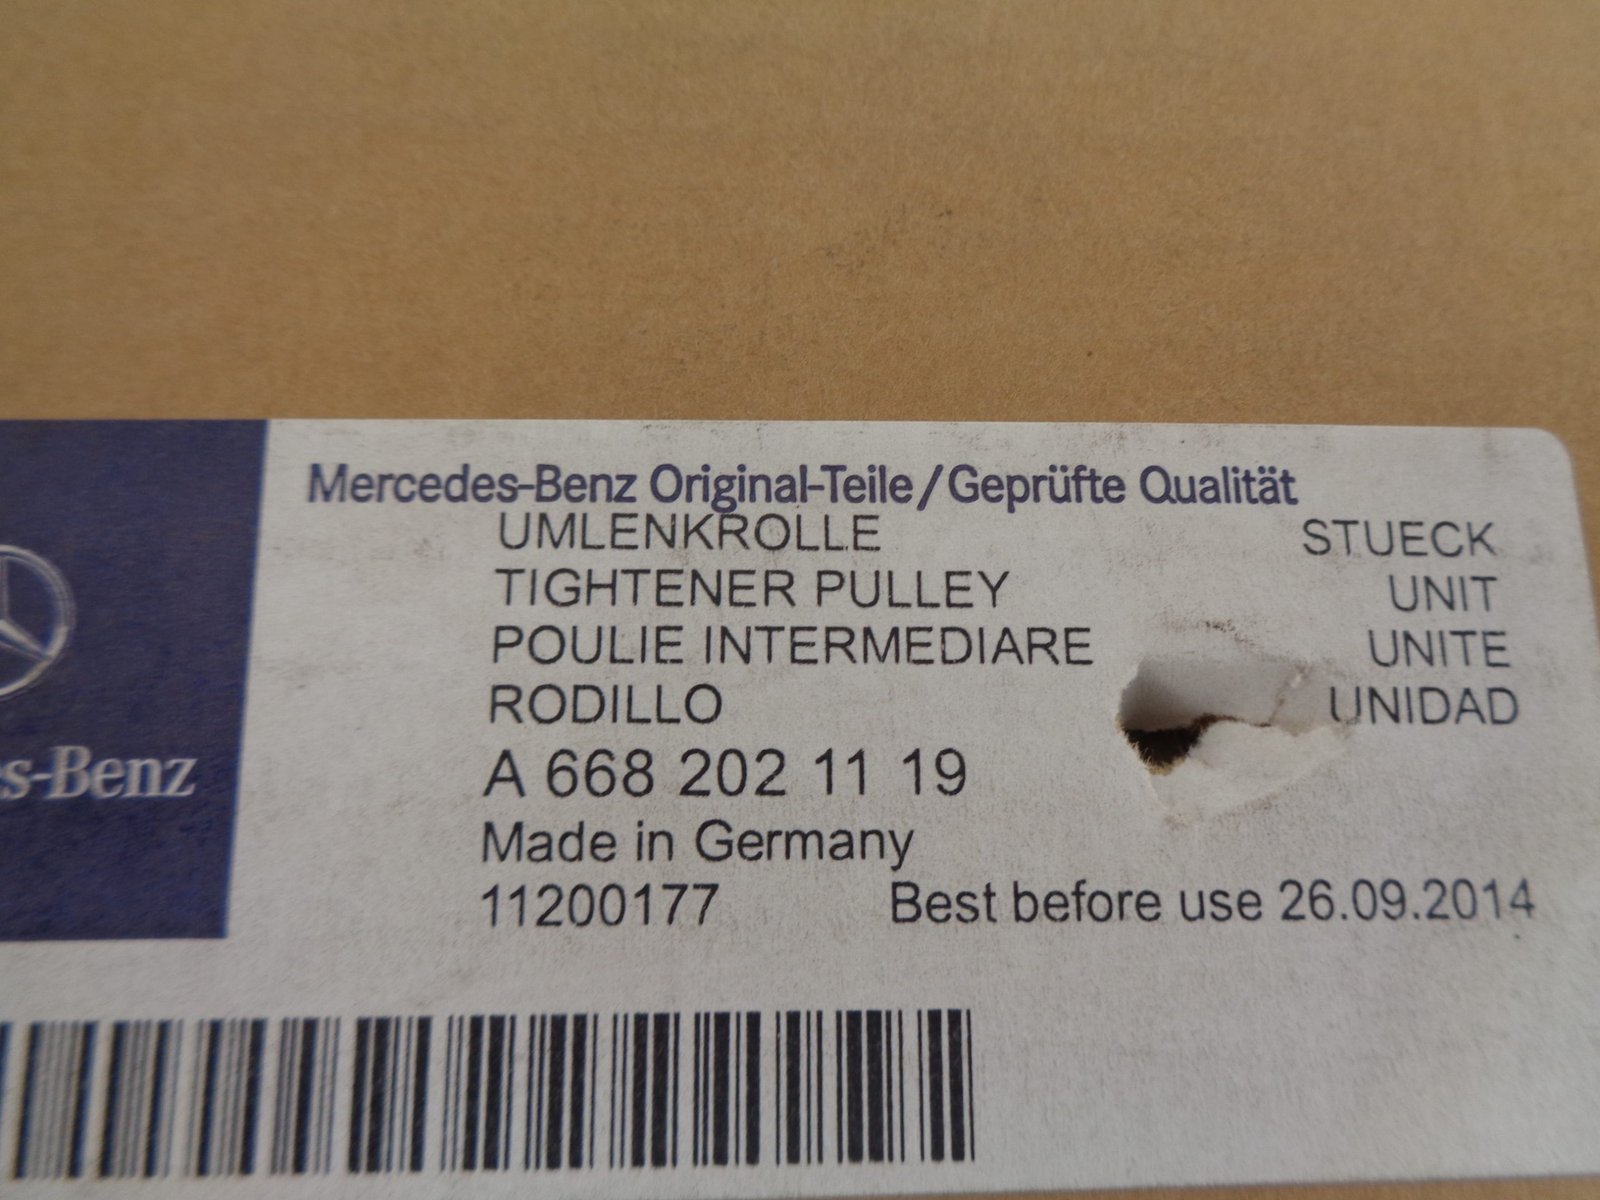 Mercedes-Benz Original-Teile/Geprüfte Qualität
UMLENKROLLE STUECK
TIGHTENER PULLEY UNIT
POULIE INTERMEDIARE UNITE
RODILLO UNIDAD
s-Benz
A 668 202 11 19
Made in Germany
11200177 Best before use 26.09.2014